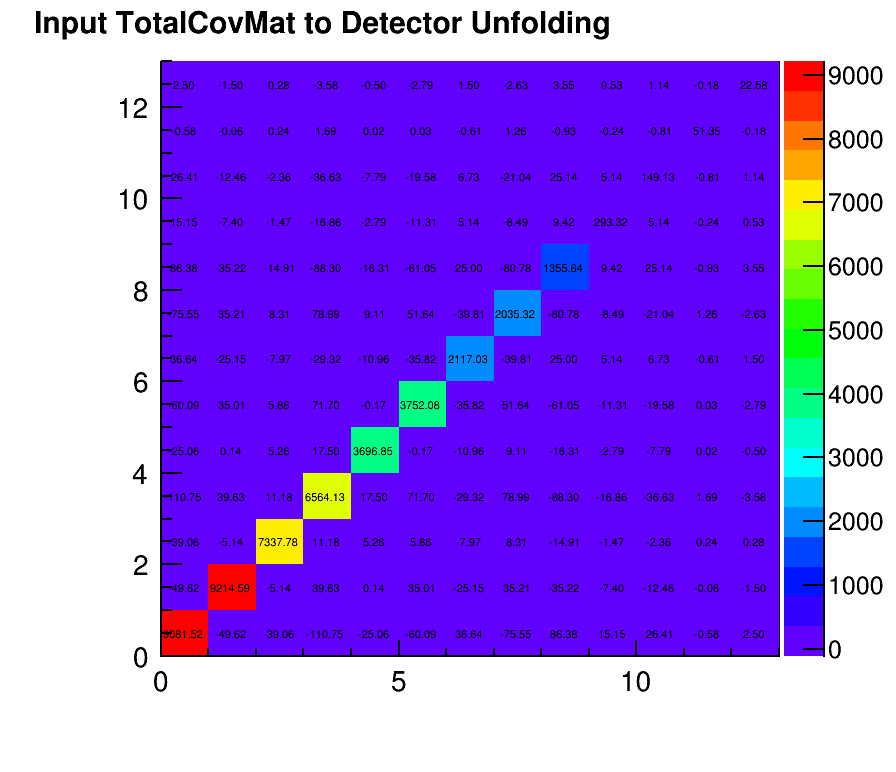 Input TotalCovMat to Detector Unfolding
2.50 -1.50 0.28 -3.58 -0.50 -2.79 1.50 -2.63 3.55 0.53 1.14 -0.18 22.58
-0.58 -0.06 0.24 1.69 0.02 0.03 -0.61 1.26 -0.93 -0.24 -0.81 51.35 -0.18
26.41 -12.46 -2.36 -36.63 -7.79 -19.58 6.73 -21.04 25.14 5.14 149.13 -0.81 1.14
15.15 -7.40 -1.47 -16.86 -2.79 -11.31 5.14 -8.49 9.42 293.32 5.14 -0.24 0.53
86.38 -35.22 -14.91 -88.30 -16.31 -61.05 25.00 -80.78 1355.64 9.42 25.14 -0.93 3.55
-75.55 35.21 8.31 78.99 9.11 51.64 -39.81 2035.32 -80.78 -8.49 -21.04 1.26 -2.63
36.64 -25.15 -7.97 -29.32 -10.96 -35.82 2117.03 -39.81 25.00 5.14 6.73 -0.61 1.50
-60.09 35.01 5.86 71.70 -0.17 3752.08 -35.82 51.64 -61.05 -11.31 -19.58 0.03 -2.79
-25.06 0.14 5.26 17.50 3696.85 -0.17 -10.96 9.11 -16.31 -2.79 -7.79 0.02 -0.50
-110.75 39.63 11.18 6564.13 17.50 71.70 -29.32 78.99 -88.30 -16.86 -36.63 1.69 -3.58
-39.06 -5.14 7337.78 11.18 5.26 5.86 -7.97 8.31 -14.91 -1.47 -2.36 0.24 0.28
-49.62 9214.59 -5.14 39.63 0.14 35.01 -25.15 35.21 -35.22 -7.40 -12.46 -0.06 -1.50
9081.52 -49.62 -39.06 -110.75 -25.06 -60.09 36.64 -75.55 86.38 15.15 26.41 -0.58 2.50
12
10
8
6
4
2
0
0 5 10
9000
8000
7000
6000
5000
4000
3000
2000
1000
0